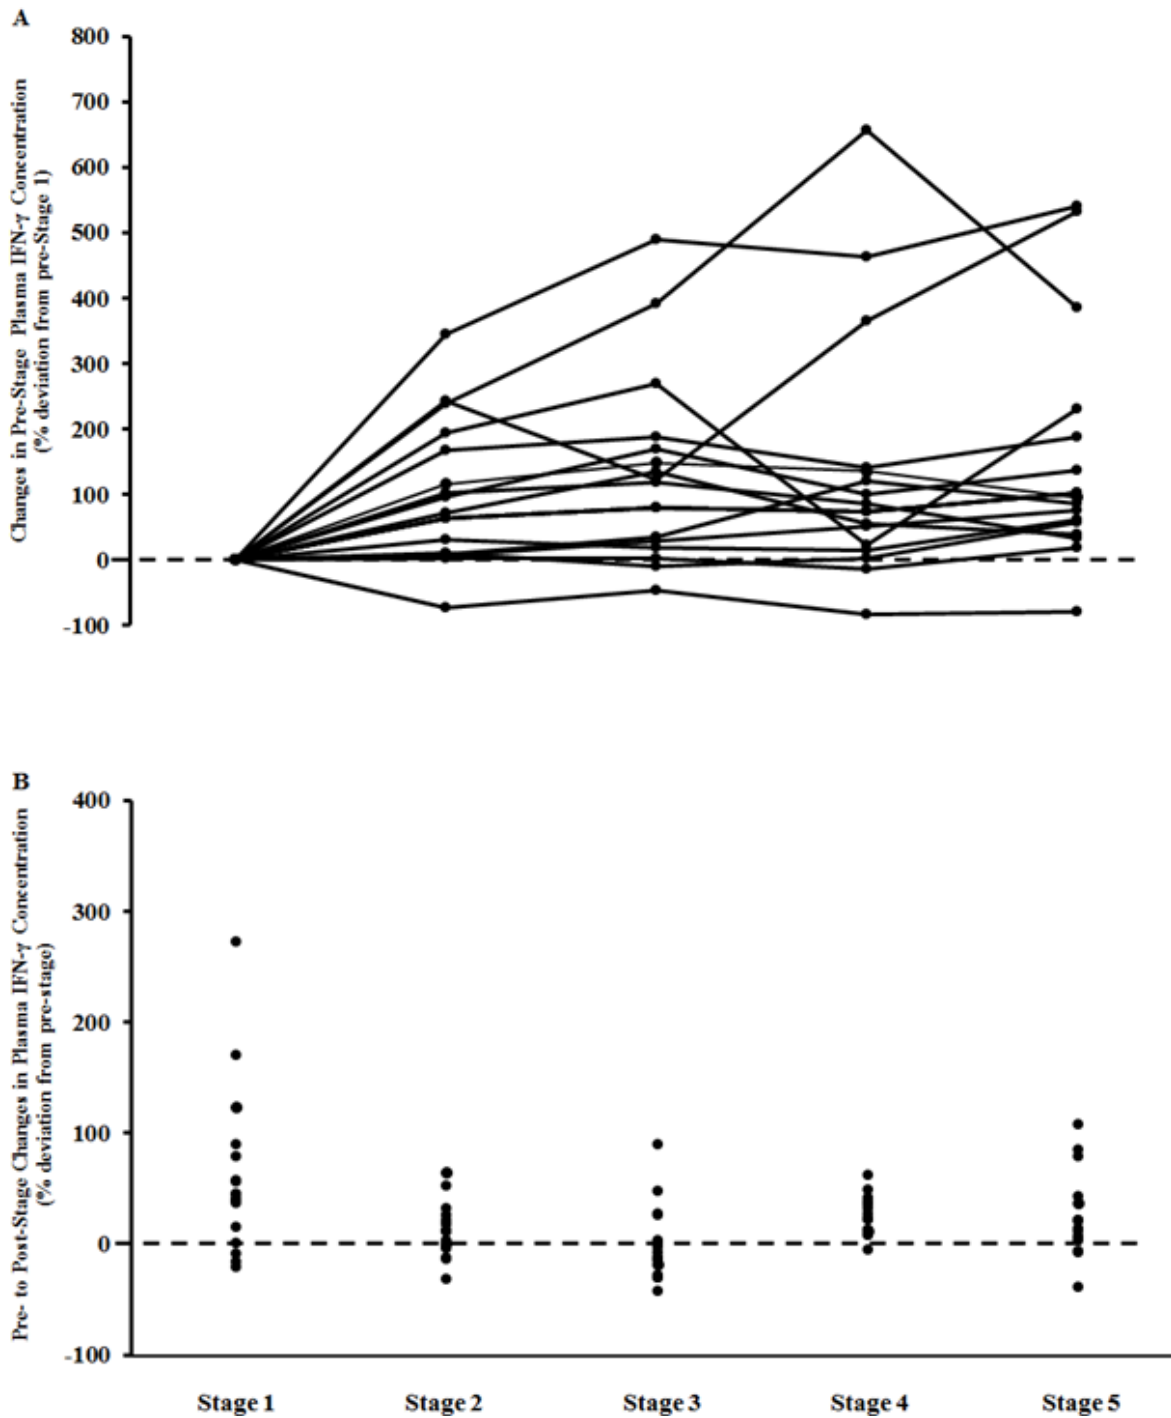 A
Changes in Pre-Stage Plasma IFN-γ Concentration
(% deviation from pre-Stage 1)
800
700
600
500
400
300
200
100
0
-100
B
Pre- to Post-Stage Changes in Plasma IFN-γ Concentration
(% deviation from pre-stage)
400
300
200
100
0
-100
Stage 1 Stage 2 Stage 3 Stage 4 Stage 5